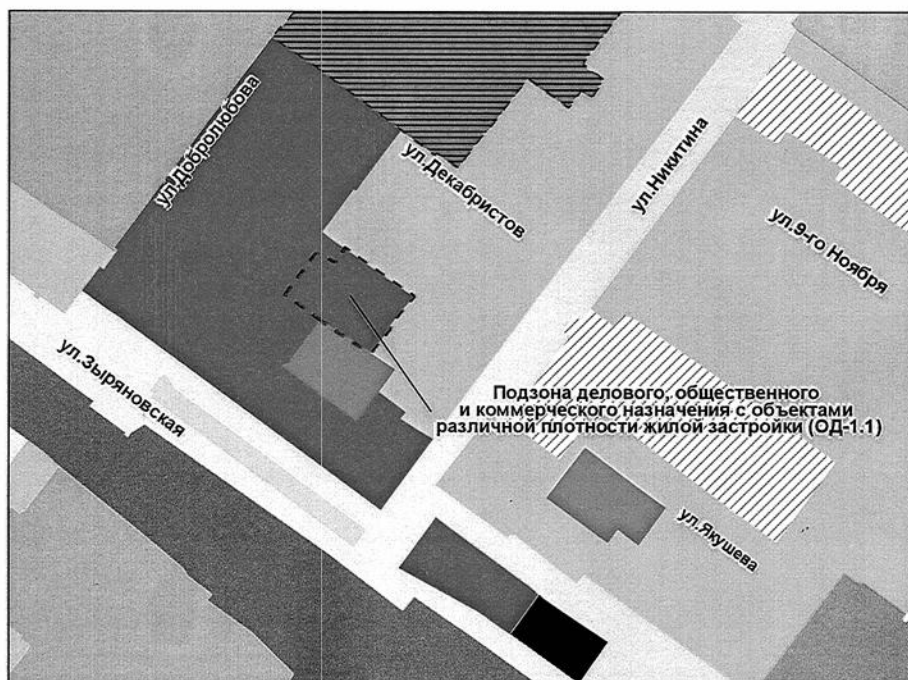 ул.Добролюбова
ул.Декабристов
ул.Никитина
ул.9-го Ноября
ул.Зыряновская
Подзона делового, общественного
и коммерческого назначения с объектами
различной плотности жилой застройки (ОД-1.1)
ул.Якушева